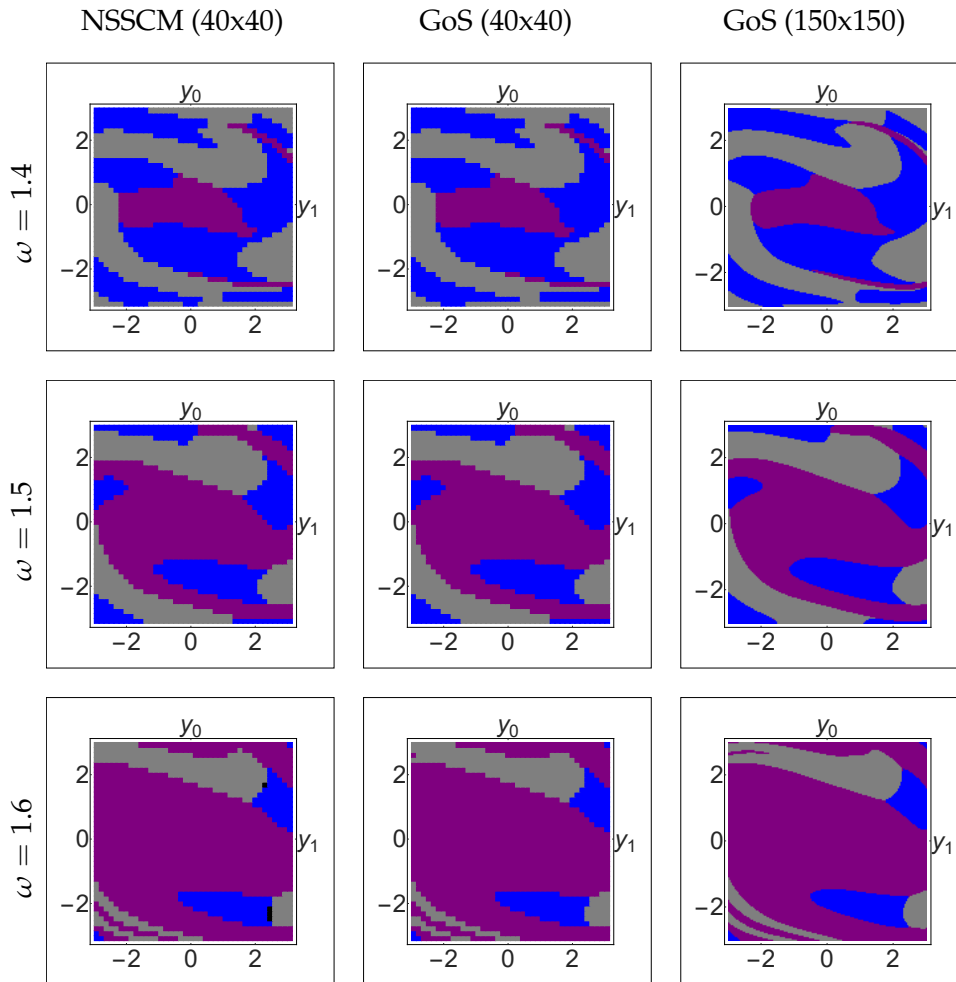 NSSCM (40x40) GoS (40x40) GoS (150x150)
ω = 1.4
y₀ y₀ y₀
2 2 2
0 y₁ 0 y₁ 0 y₁
−2 −2 −2
−2 0 2 −2 0 2 −2 0 2
ω = 1.5
y₀ y₀ y₀
2 2 2
0 y₁ 0 y₁ 0 y₁
−2 −2 −2
−2 0 2 −2 0 2 −2 0 2
ω = 1.6
y₀ y₀ y₀
2 2 2
0 y₁ 0 y₁ 0 y₁
−2 −2 −2
−2 0 2 −2 0 2 −2 0 2